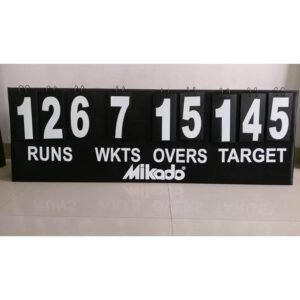 126 7 15 145
RUNS WKTS OVERS TARGET
Mikado